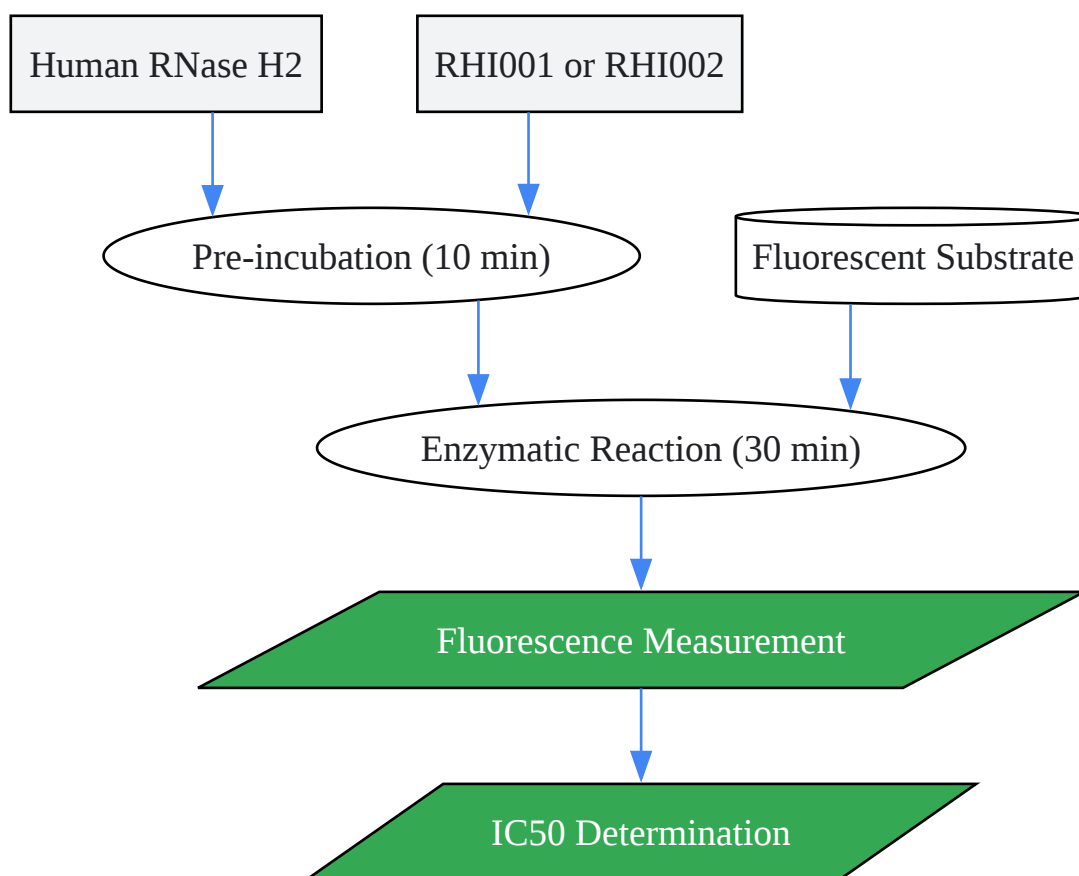 Human RNase H2
RHI001 or RHI002
Pre-incubation (10 min)
Fluorescent Substrate
Enzymatic Reaction (30 min)
Fluorescence Measurement
IC50 Determination